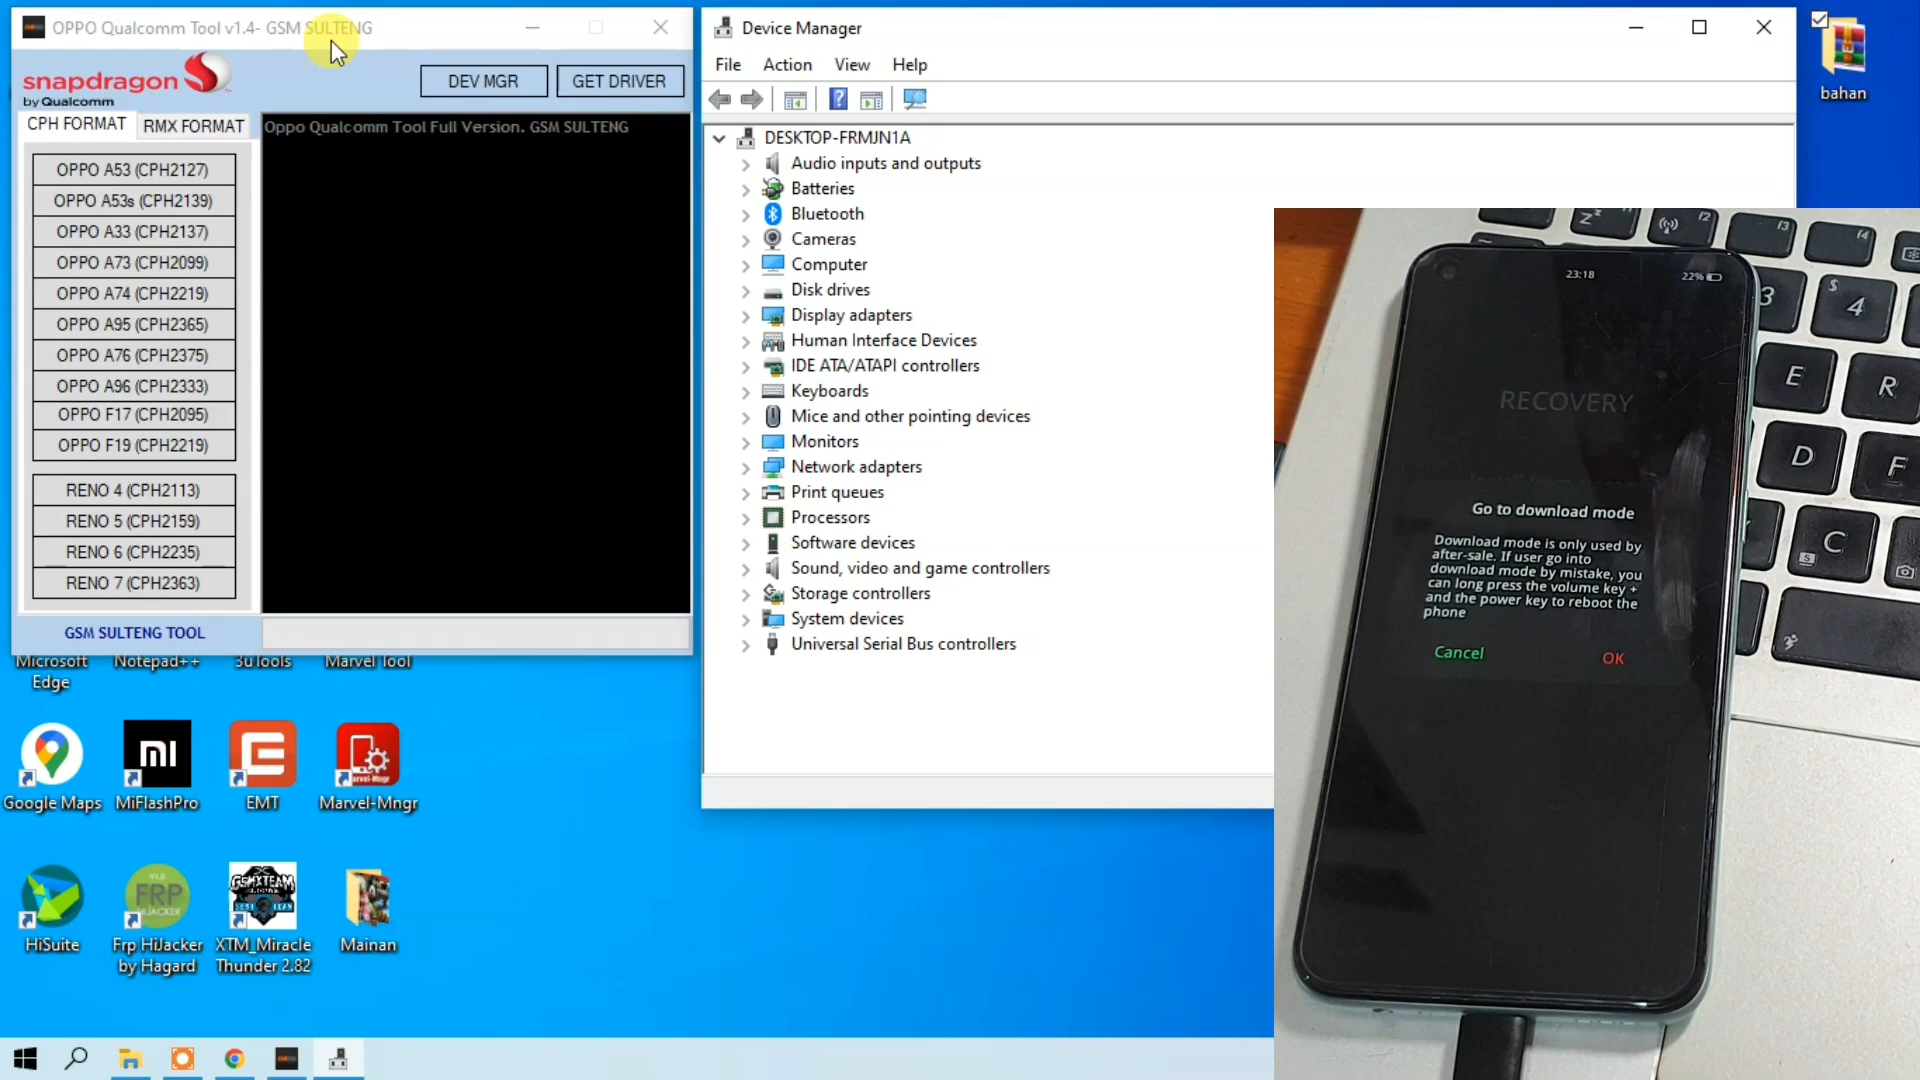 OPPO Qualcomm Tool v1.4- GSM SULTENG
snapdragon
by Qualcomm
DEV MGR
GET DRIVER
CPH FORMAT
RMX FORMAT
Oppo Qualcomm Tool Full Version. GSM SULTENG
OPPO A53 (CPH2127)
OPPO A53s (CPH2139)
OPPO A33 (CPH2137)
OPPO A73 (CPH2099)
OPPO A74 (CPH2219)
OPPO A95 (CPH2365)
OPPO A76 (CPH2375)
OPPO A96 (CPH2333)
OPPO F17 (CPH2095)
OPPO F19 (CPH2219)
RENO 4 (CPH2113)
RENO 5 (CPH2159)
RENO 6 (CPH2235)
RENO 7 (CPH2363)
GSM SULTENG TOOL
Device Manager
File Action View Help
DESKTOP-FRMJN1A
Audio inputs and outputs
Batteries
Bluetooth
Cameras
Computer
Disk drives
Display adapters
Human Interface Devices
IDE ATA/ATAPI controllers
Keyboards
Mice and other pointing devices
Monitors
Network adapters
Print queues
Processors
Software devices
Sound, video and game controllers
Storage controllers
System devices
Universal Serial Bus controllers
bahan
23:18
22%
RECOVERY
Go to download mode
Download mode is only used by
after-sale. If user go into
download mode by mistake, you
can long press the volume key +
and the power key to reboot the
phone
Cancel
OK
f2
f3
f4
3
$
4
E
R
D
F
C
Microsoft
Edge
Notepad++
3uTools
Marvel Tool
Google Maps
MiFlashPro
EMT
Marvel-Mngr
HiSuite
Frp HiJacker
by Hagard
XTM_Miracle
Thunder 2.82
Mainan